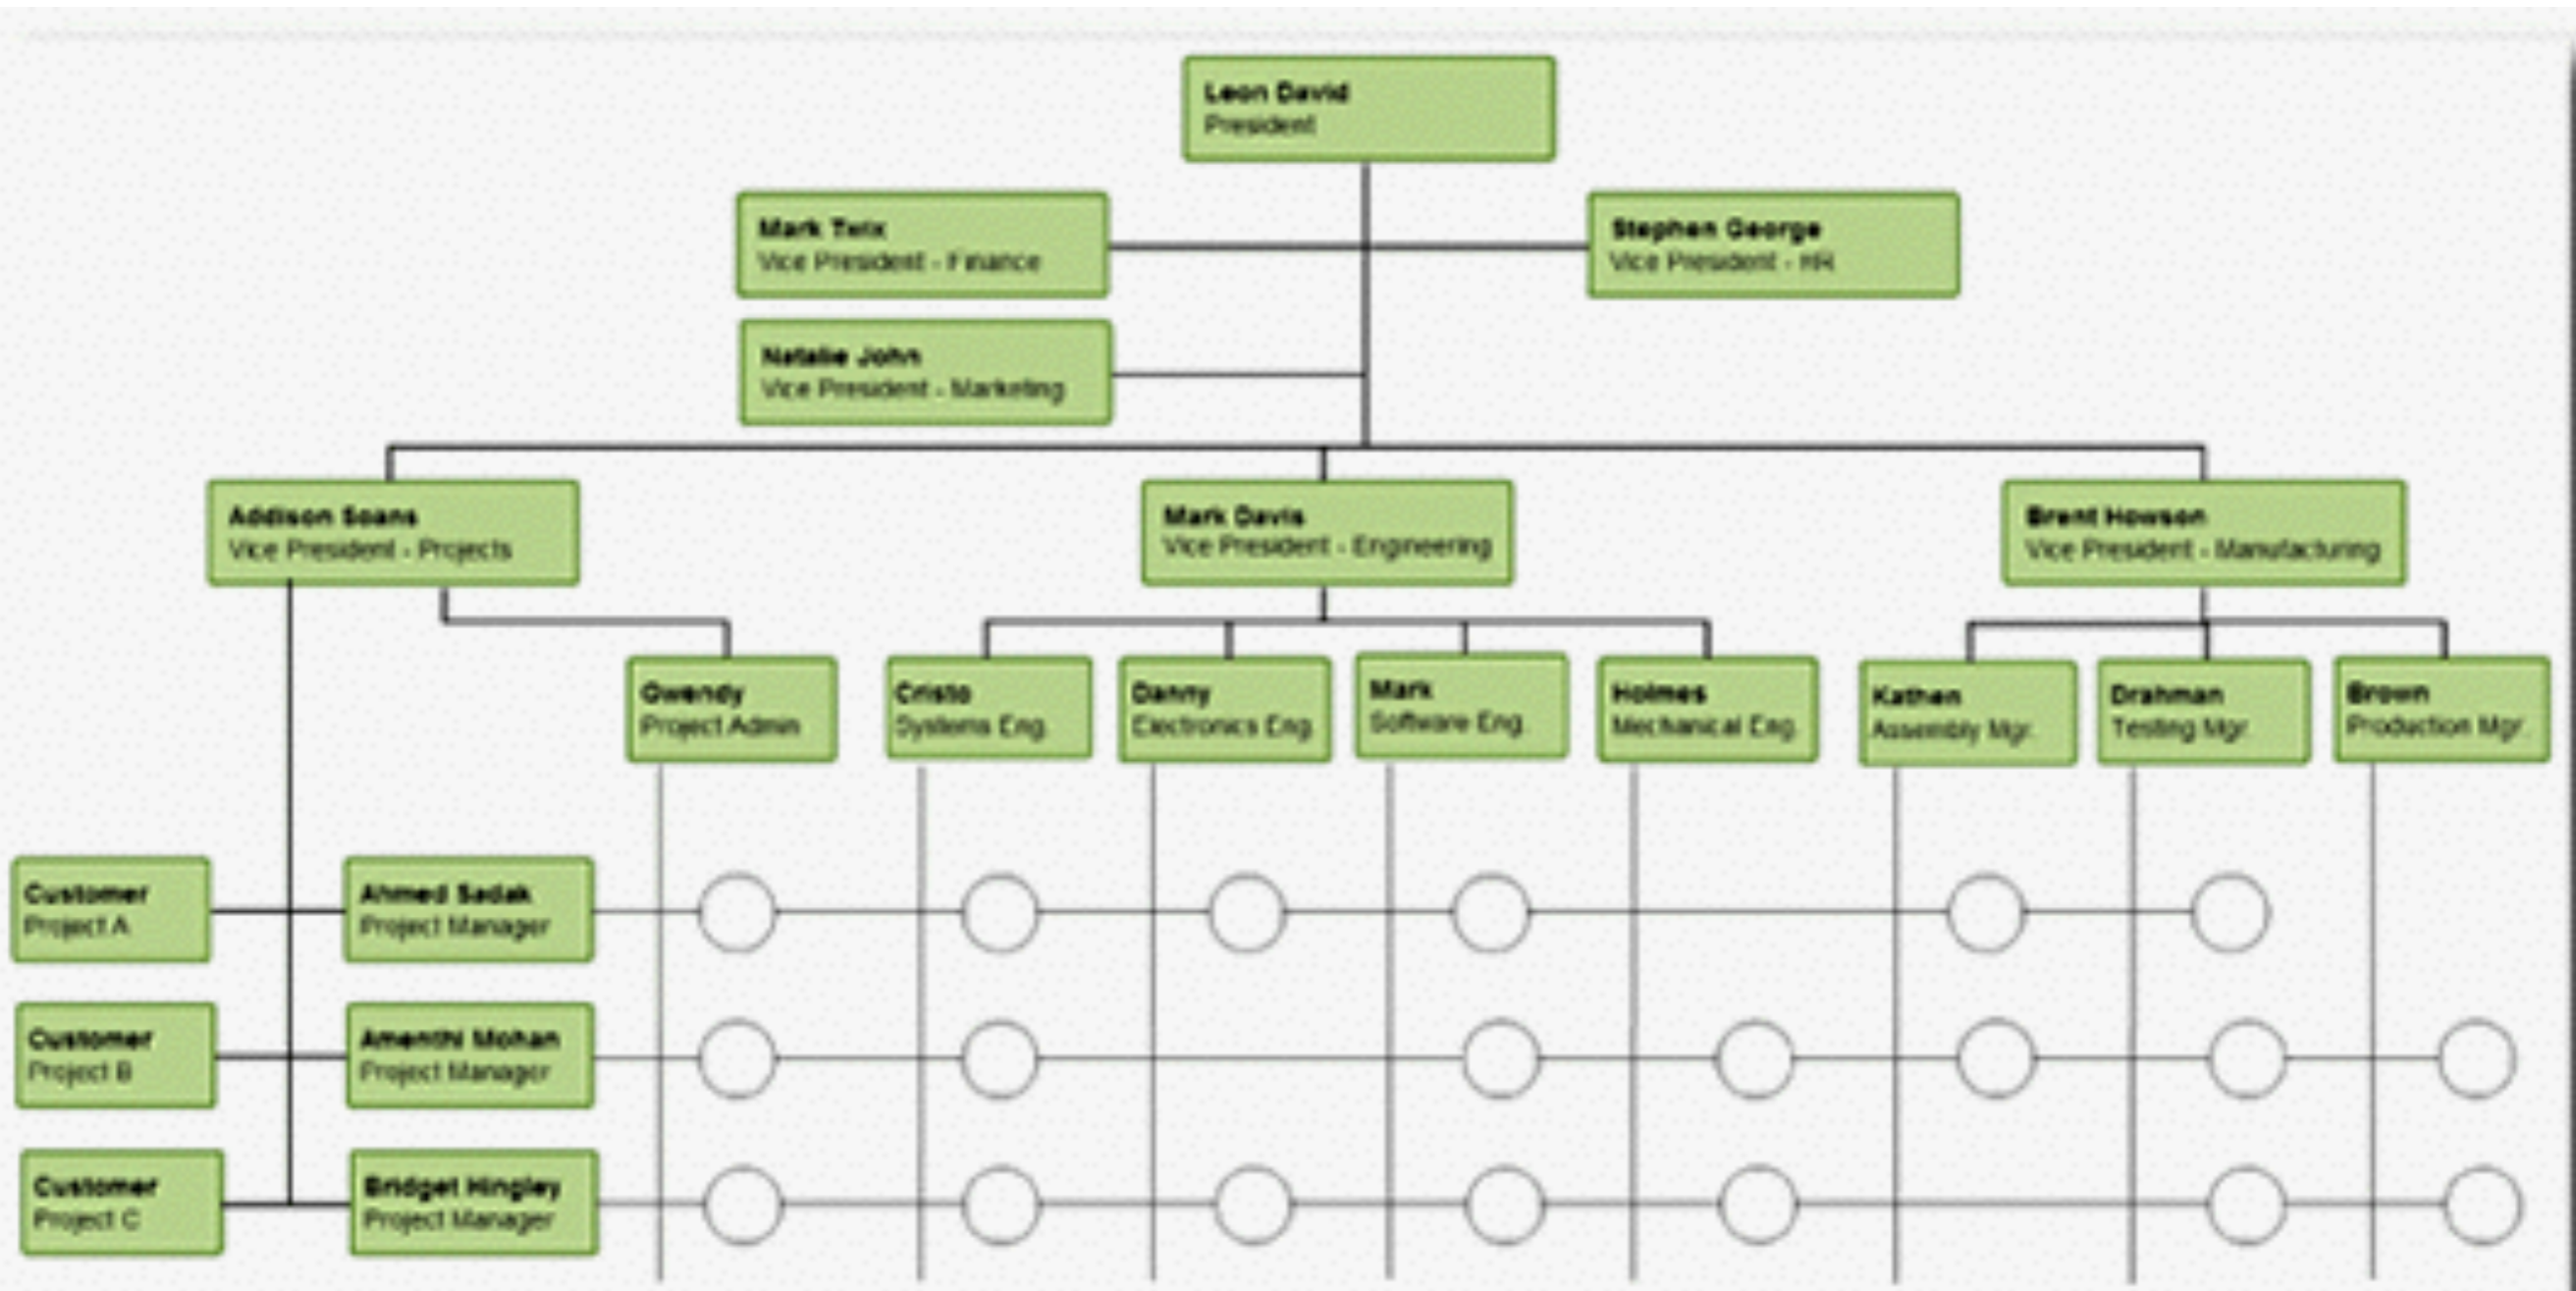 Leon David
President
Mark Twix
Vice President - Finance
Stephen George
Vice President - HR
Natalie John
Vice President - Marketing
Addison Soans
Vice President - Projects
Mark Davis
Vice President - Engineering
Brent Howson
Vice President - Manufacturing
Gwendy
Project Admin
Cristo
Systems Eng.
Danny
Electronics Eng.
Mark
Software Eng.
Holmes
Mechanical Eng.
Kathen
Assembly Mgr.
Drahman
Testing Mgr.
Brown
Production Mgr.
Customer
Project A
Ahmed Sadak
Project Manager
Customer
Project B
Amenthi Mohan
Project Manager
Customer
Project C
Bridget Hingley
Project Manager